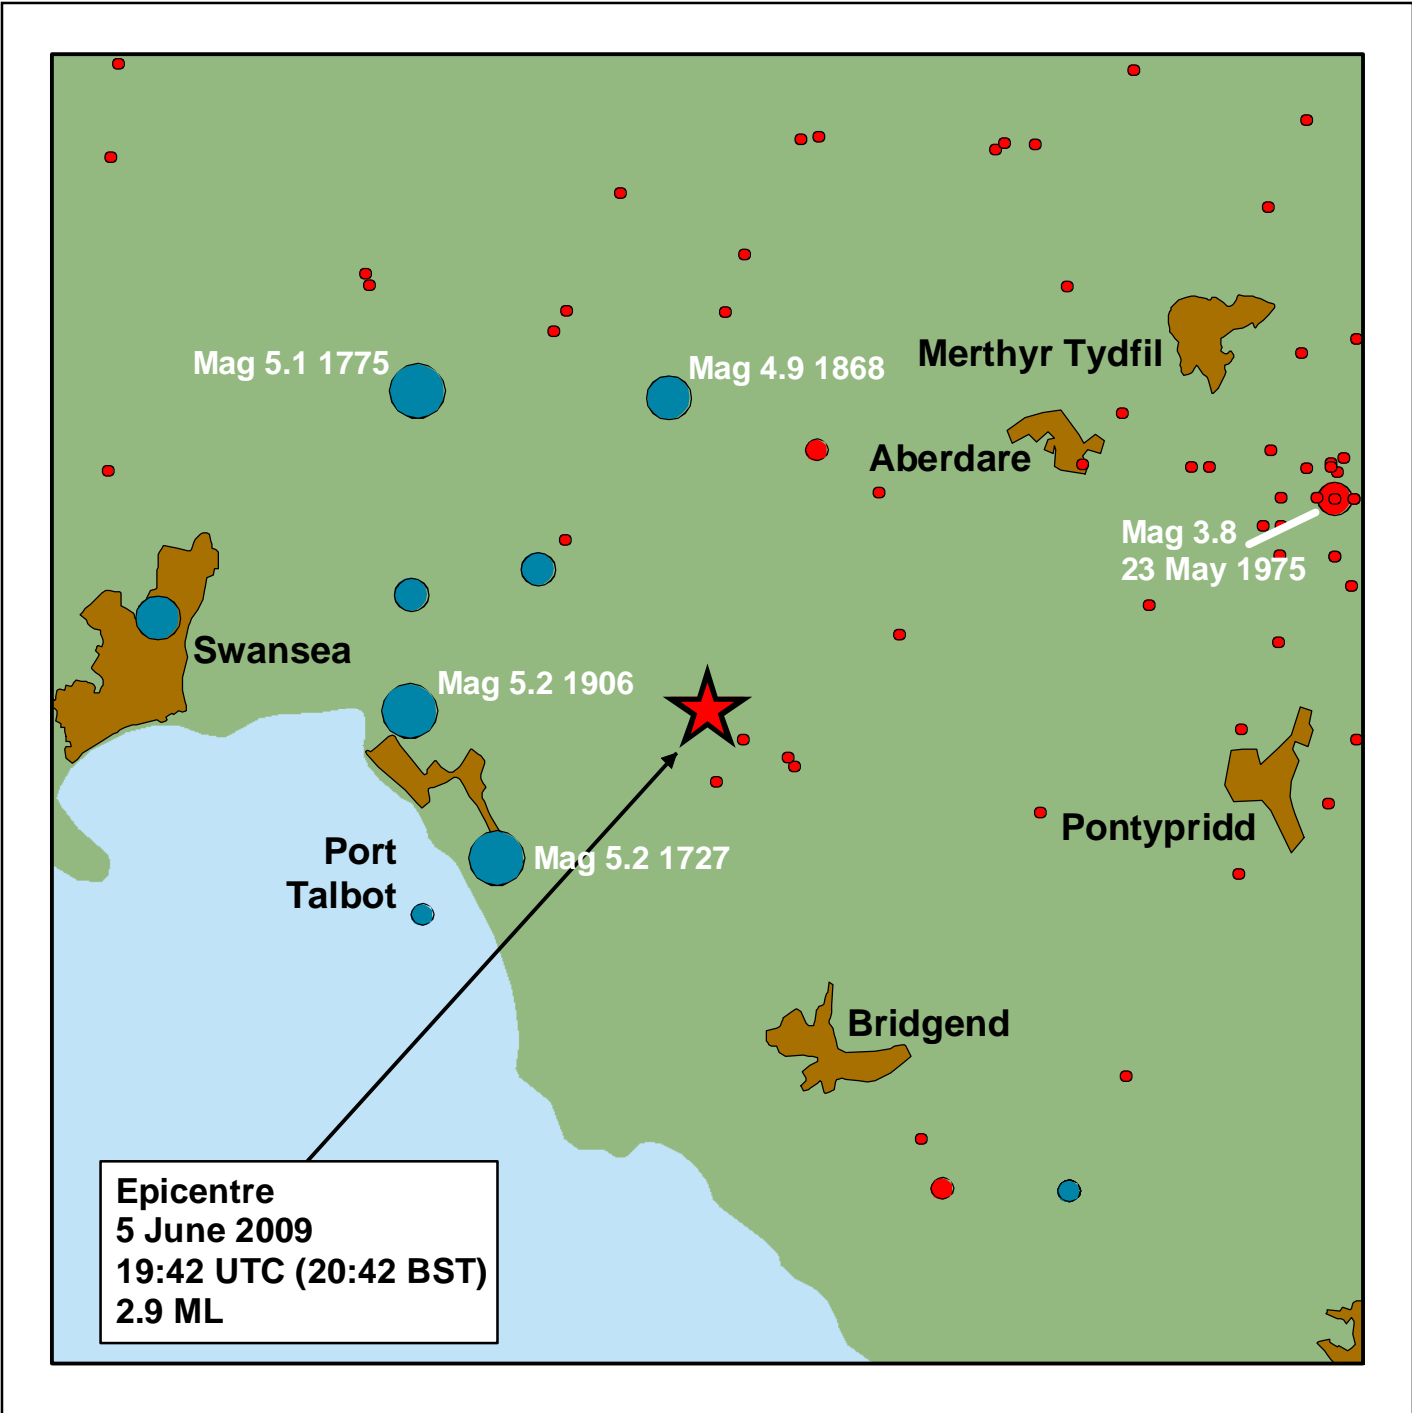 Mag 5.1 1775
Mag 4.9 1868
Merthyr Tydfil
Aberdare
Mag 3.8
23 May 1975
Swansea
Mag 5.2 1906
Pontypridd
Port
Talbot
Mag 5.2 1727
Bridgend
Epicentre
5 June 2009
19:42 UTC (20:42 BST)
2.9 ML